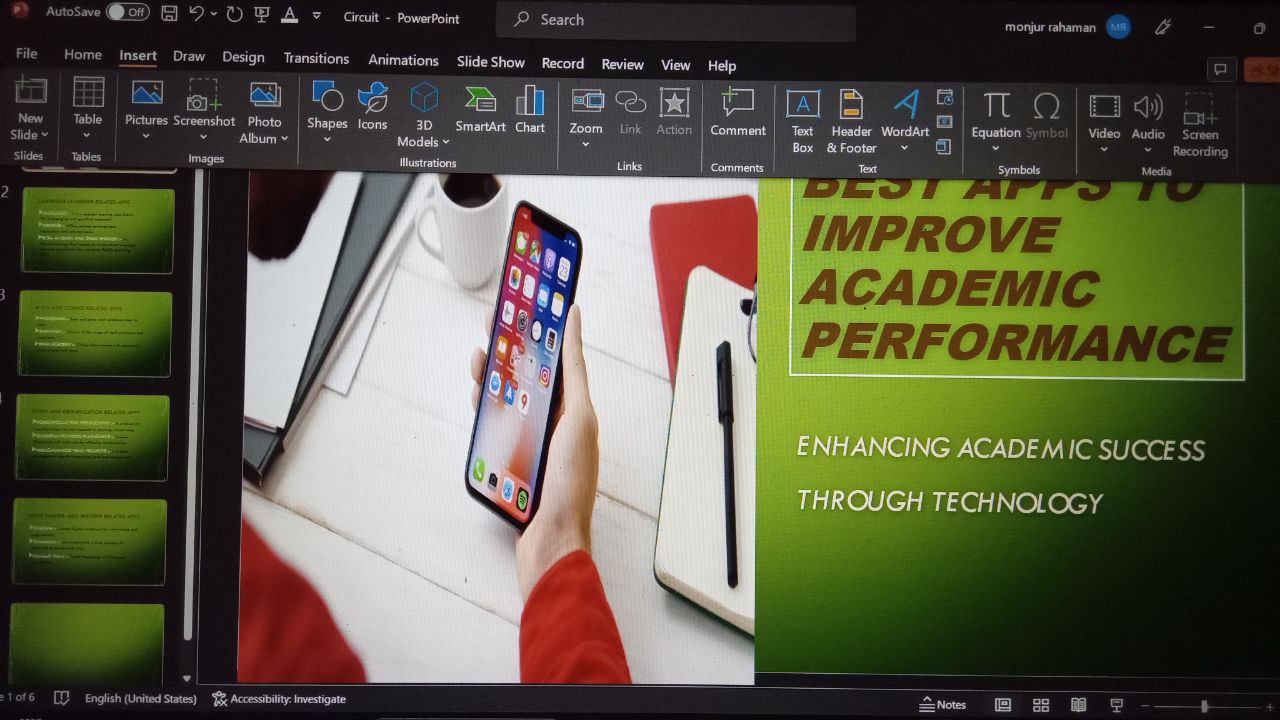 AutoSave Off Circuit - PowerPoint Search monjur rahaman MR
File Home Insert Draw Design Transitions Animations Slide Show Record Review View Help
New Slide
Table
Pictures
Screenshot
Photo Album
Shapes
Icons
3D Models
SmartArt
Chart
Zoom
Link
Action
Comment
Text Box
Header & Footer
WordArt
Equation
Symbol
Video
Audio
Screen Recording
Slides Tables Images Illustrations Links Comments Text Symbols Media
2
LANGUAGE LEARNING RELATED APPS
3
MATH AND SCIENCE RELATED APPS
STUDY AND ORGANIZATION RELATED APPS
NOTE-TAKING AND WRITING RELATED APPS
BEST APPS TO
IMPROVE
ACADEMIC
PERFORMANCE
ENHANCING ACADEMIC SUCCESS
THROUGH TECHNOLOGY
1 of 6 English (United States) Accessibility: Investigate Notes